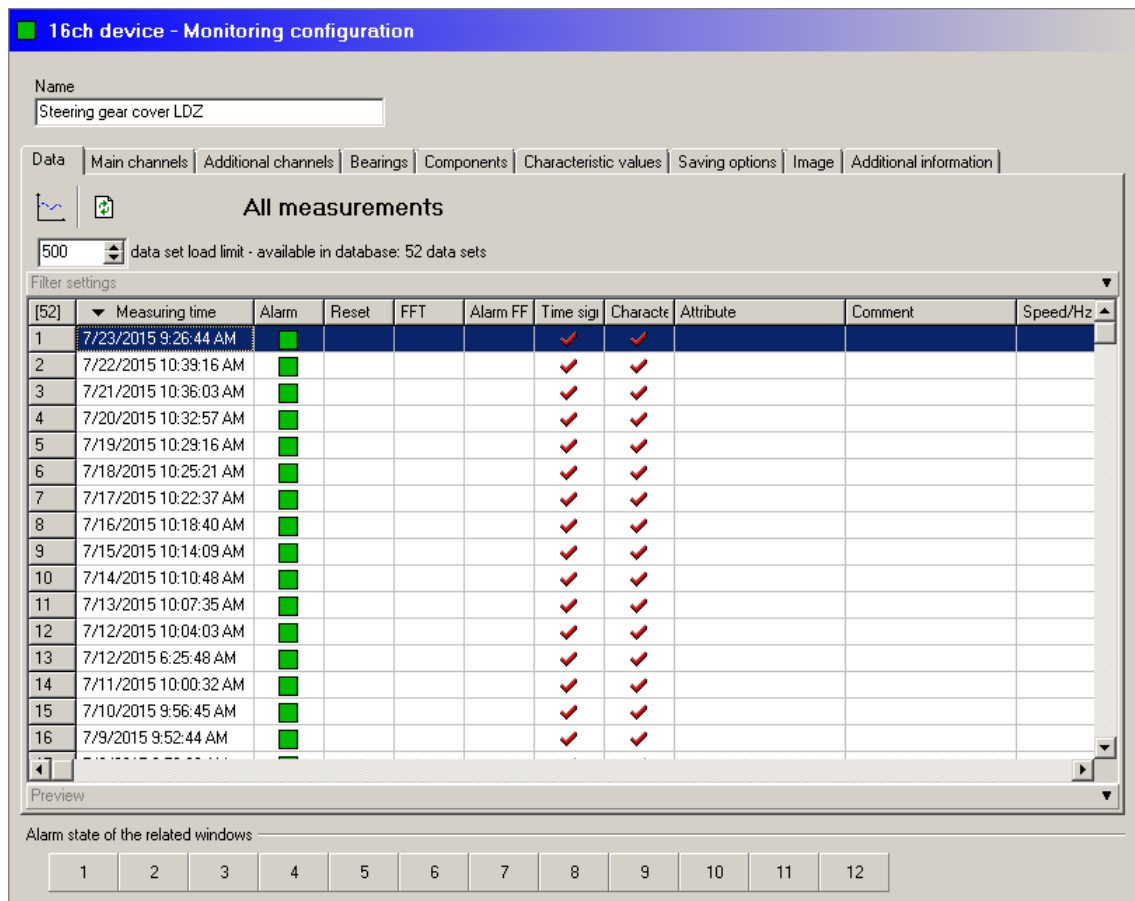 16ch device - Monitoring configuration
Name
Steering gear cover LDZ
Data Main channels Additional channels Bearings Components Characteristic values Saving options Image Additional information
All measurements
500 data set load limit - available in database: 52 data sets
Filter settings
[52] Measuring time Alarm Reset FFT Alarm FF Time sig Characte Attribute Comment Speed/Hz
1 7/23/2015 9:26:44 AM
2 7/22/2015 10:39:16 AM
3 7/21/2015 10:36:03 AM
4 7/20/2015 10:32:57 AM
5 7/19/2015 10:29:16 AM
6 7/18/2015 10:25:21 AM
7 7/17/2015 10:22:37 AM
8 7/16/2015 10:18:40 AM
9 7/15/2015 10:14:09 AM
10 7/14/2015 10:10:48 AM
11 7/13/2015 10:07:35 AM
12 7/12/2015 10:04:03 AM
13 7/12/2015 6:25:48 AM
14 7/11/2015 10:00:32 AM
15 7/10/2015 9:56:45 AM
16 7/9/2015 9:52:44 AM
Preview
Alarm state of the related windows
1 2 3 4 5 6 7 8 9 10 11 12